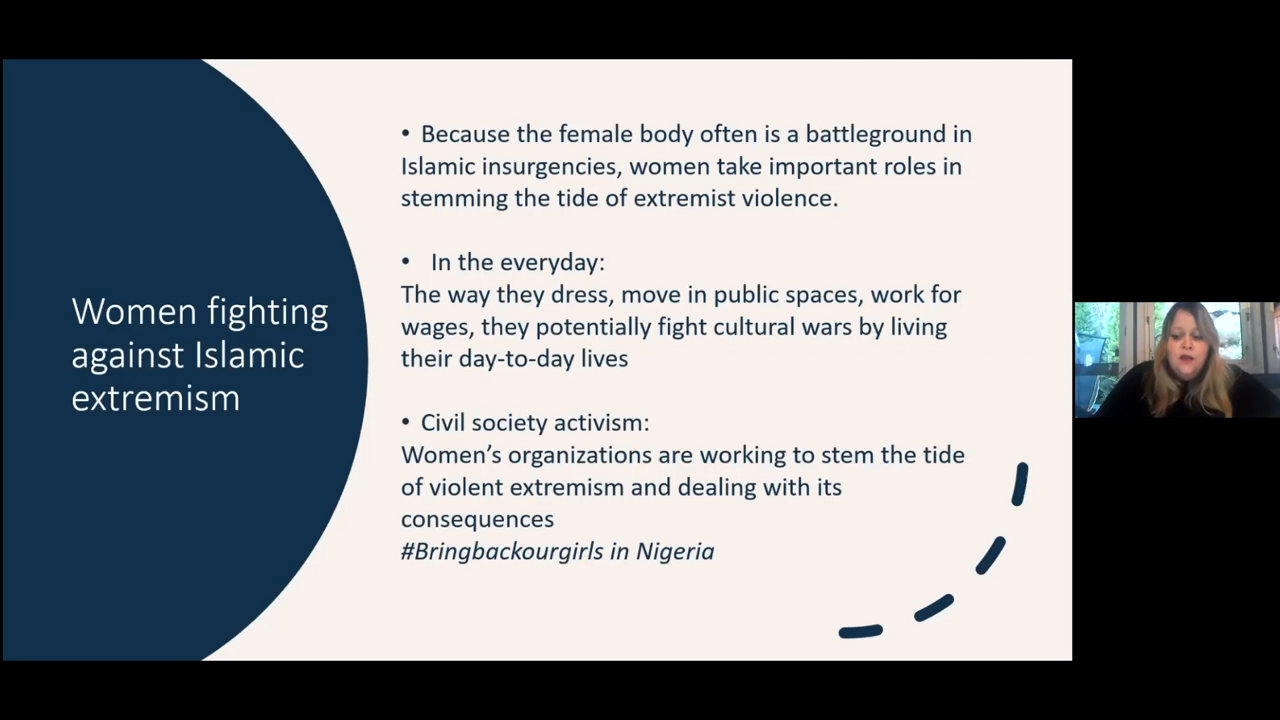 Women fighting
against Islamic
extremism
• Because the female body often is a battleground in
Islamic insurgencies, women take important roles in
stemming the tide of extremist violence.
• In the everyday:
The way they dress, move in public spaces, work for
wages, they potentially fight cultural wars by living
their day-to-day lives
• Civil society activism:
Women’s organizations are working to stem the tide
of violent extremism and dealing with its
consequences
#Bringbackourgirls in Nigeria